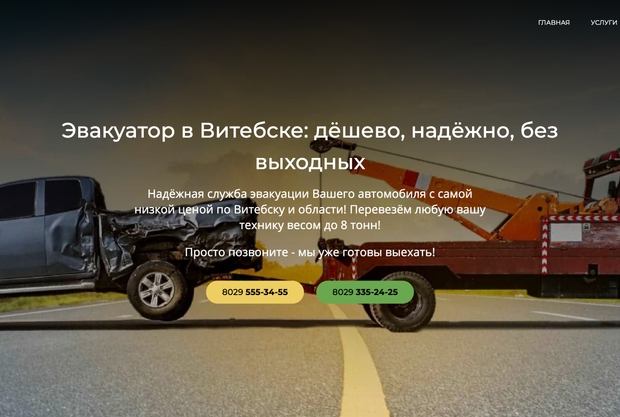 ГЛАВНАЯ УСЛУГИ
Эвакуатор в Витебске: дёшево, надёжно, без
выходных
Надёжная служба эвакуации Вашего автомобиля с самой
низкой ценой по Витебску и области! Перевезём любую вашу
технику весом до 8 тонн!
Просто позвоните - мы уже готовы выехать!
8029 555-34-55 8029 335-24-25